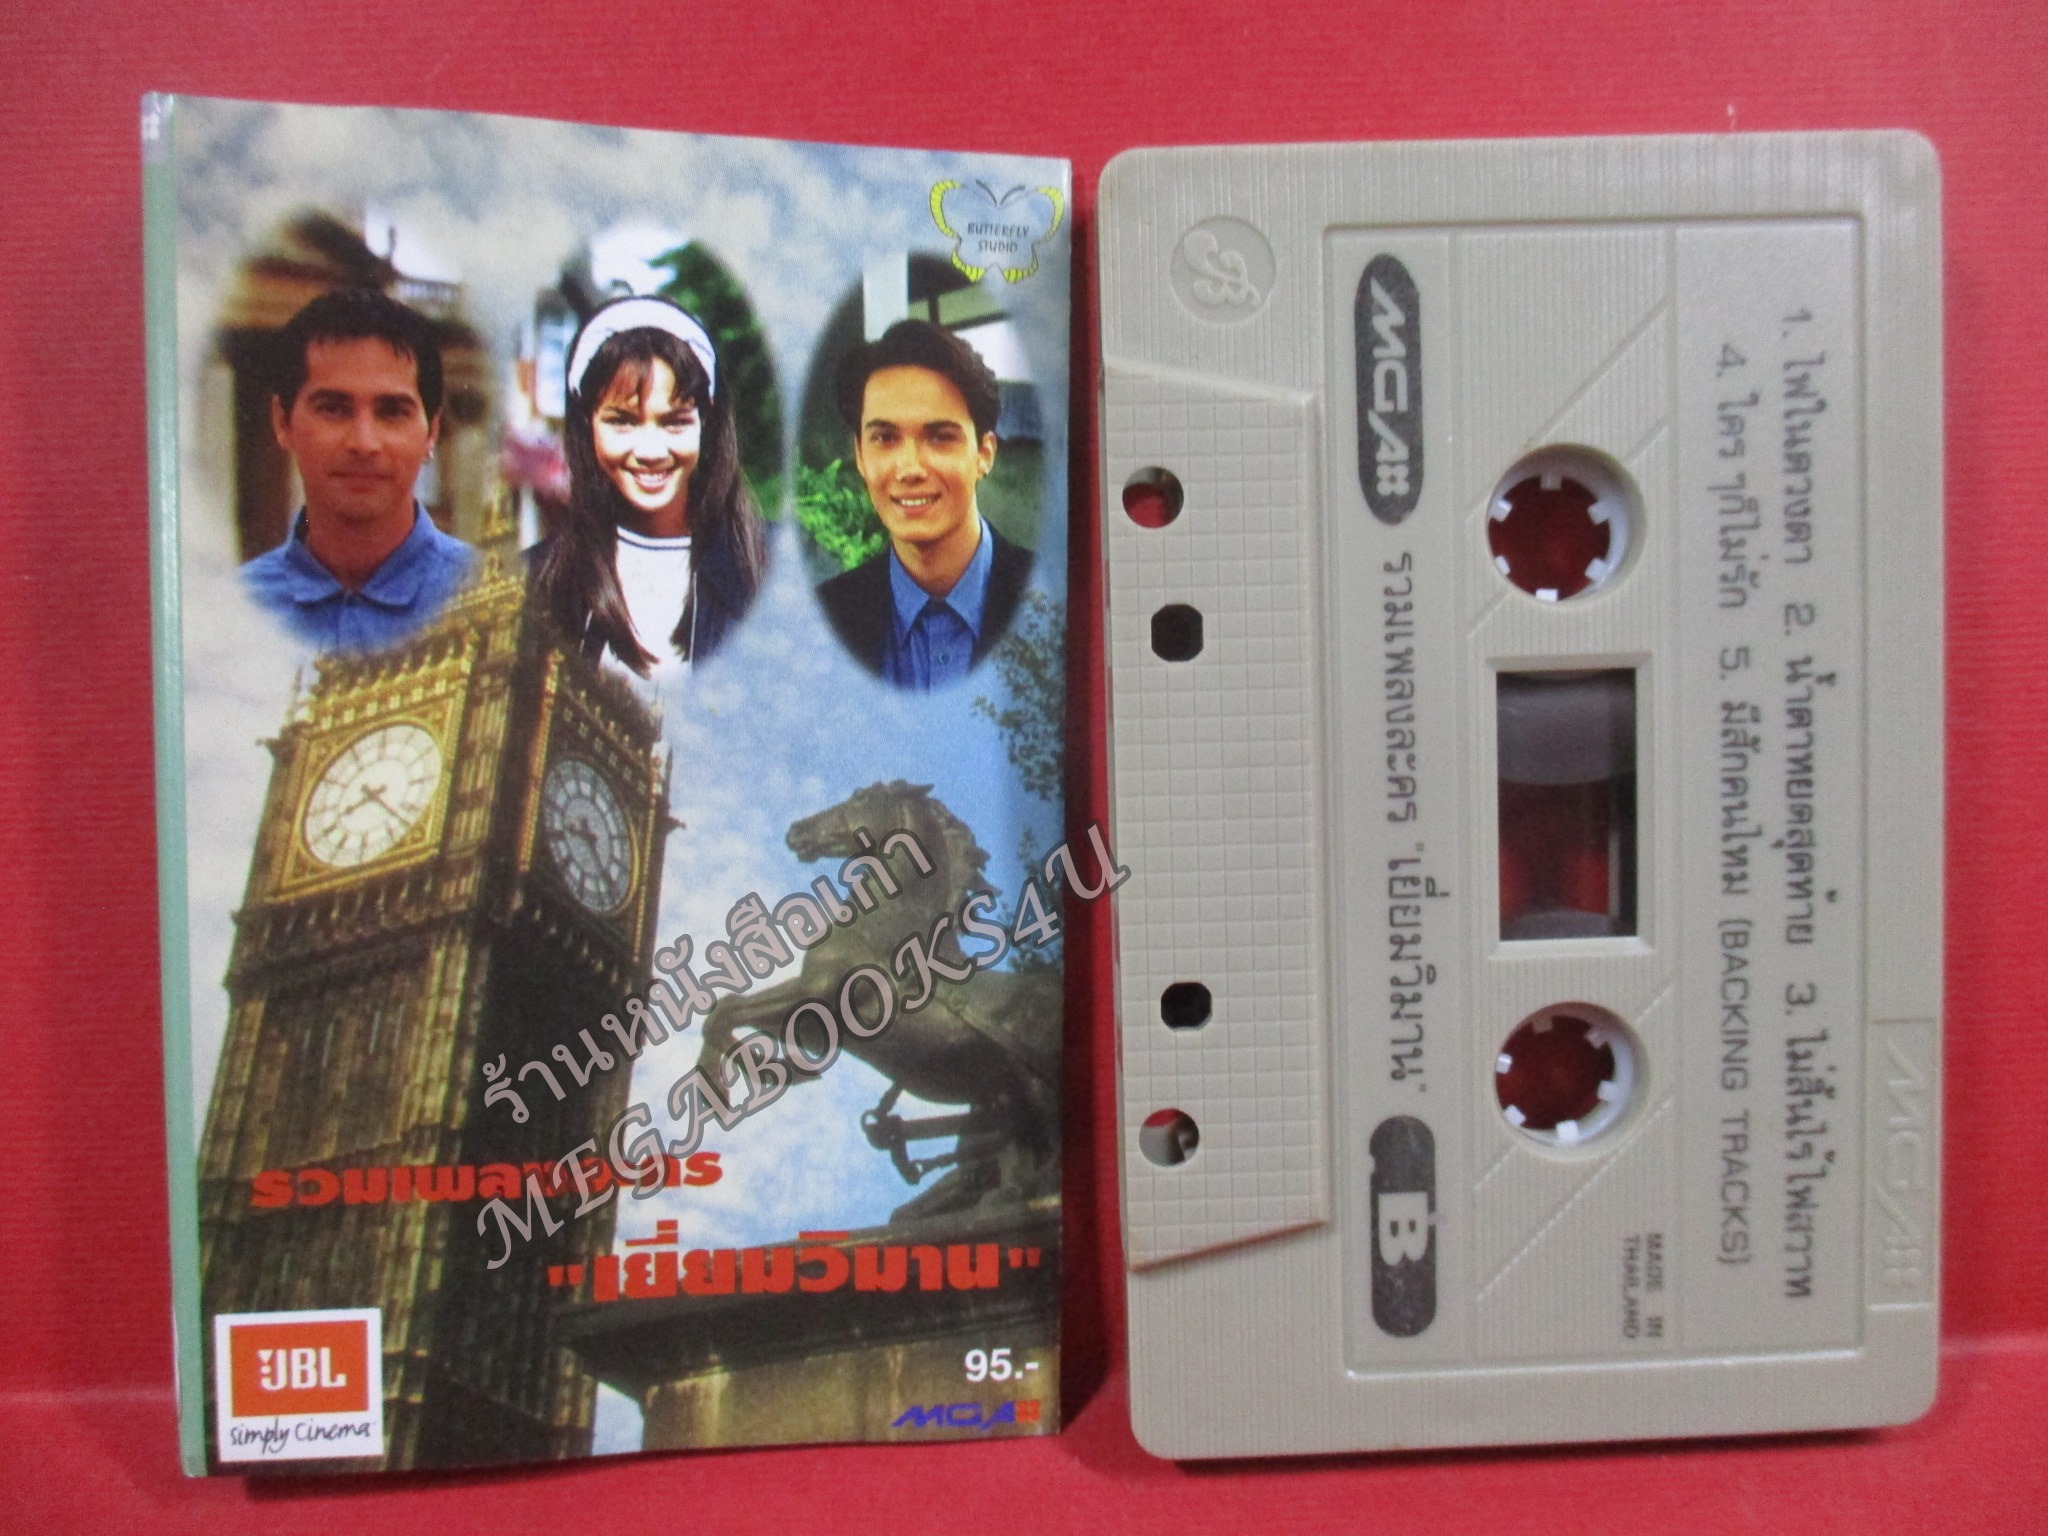 BUTTERFLY
STUDIO
รวมเพลงละคร
"เยี่ยมวิมาน"
95.-
MGA
JBL
simply cinema
ร้านหนังสือเก่า
MEGABOOKS4U
1. ไฟในดวงตา 2. น้ำตาหยดสุดท้าย 3. ไม่สิ้นไร้ไฟสวาท
4. ใครๆก็ไม่รัก 5. มีสักคนไหม (BACKING TRACKS)
MADE IN
THAILAND
MGA รวมเพลงละคร "เยี่ยมวิมาน" B
MGA
B